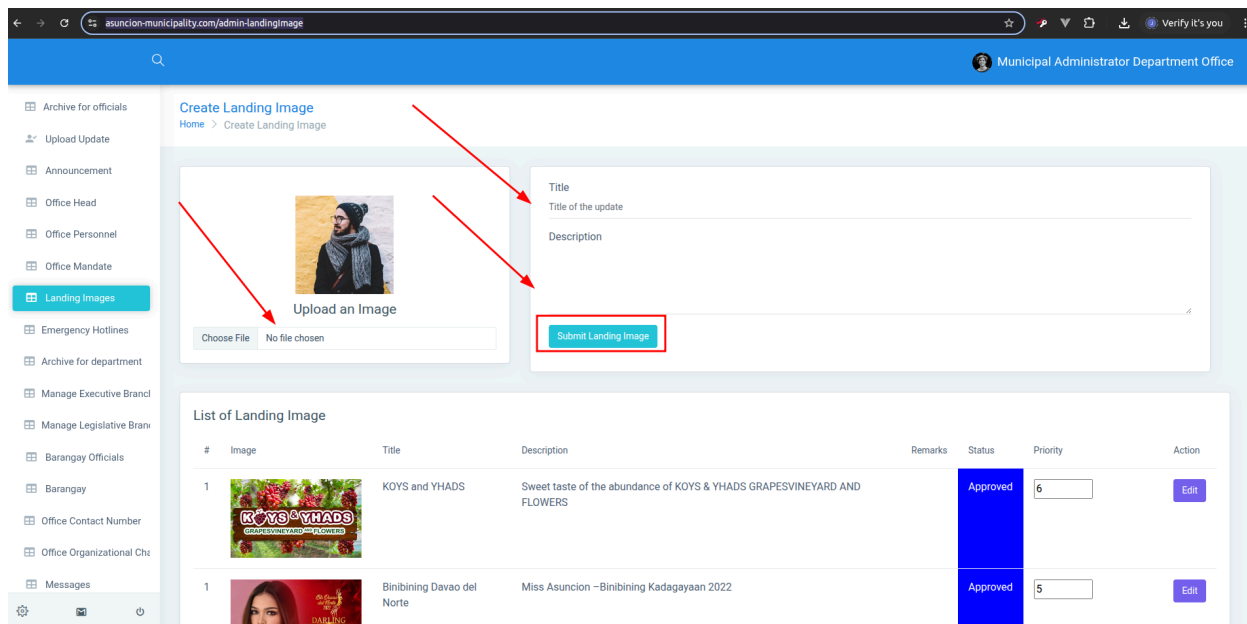 asuncion-municipality.com/admin-landingImage
Verify it's you
Municipal Administrator Department Office
Archive for officials
Upload Update
Announcement
Office Head
Office Personnel
Office Mandate
Landing Images
Emergency Hotlines
Archive for department
Manage Executive Branc
Manage Legislative Bran
Barangay Officials
Barangay
Office Contact Number
Office Organizational Cha
Messages
Create Landing Image
Home > Create Landing Image
Upload an Image
Choose File No file chosen
Title
Title of the update
Description
Submit Landing Image
List of Landing Image
# Image Title Description Remarks Status Priority Action
1 KOYS & YHADS KOYS and YHADS Sweet taste of the abundance of KOYS & YHADS GRAPESVINEYARD AND Approved 6 Edit
GRAPESVINEYARD AND FLOWERS FLOWERS
1 Binibining Davao del Miss Asuncion –Binibining Kadagayaan 2022 Approved 5 Edit
DARLING Norte